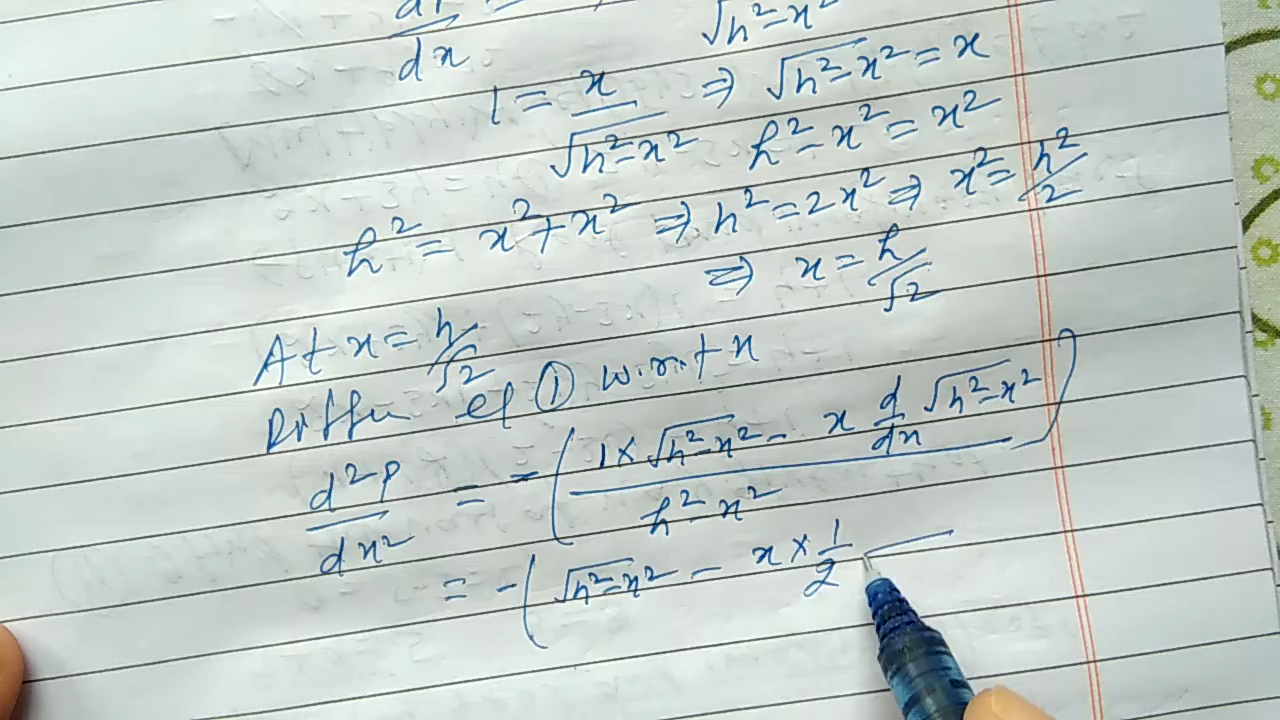 dx √h²-x²
1 = x/√h²-x² ⇒ √h²-x² = x
h²-x² = x²
h² = x²+x² ⇒ h² = 2x² ⇒ x² = h²/2
⇒ x = h/√2
At x = h/√2
Diffn eq ① w.r.t x
d²P/dx² = -(1×√h²-x² - x d/dx √h²-x² / h²-x²)
= -(√h²-x² - x × 1/2